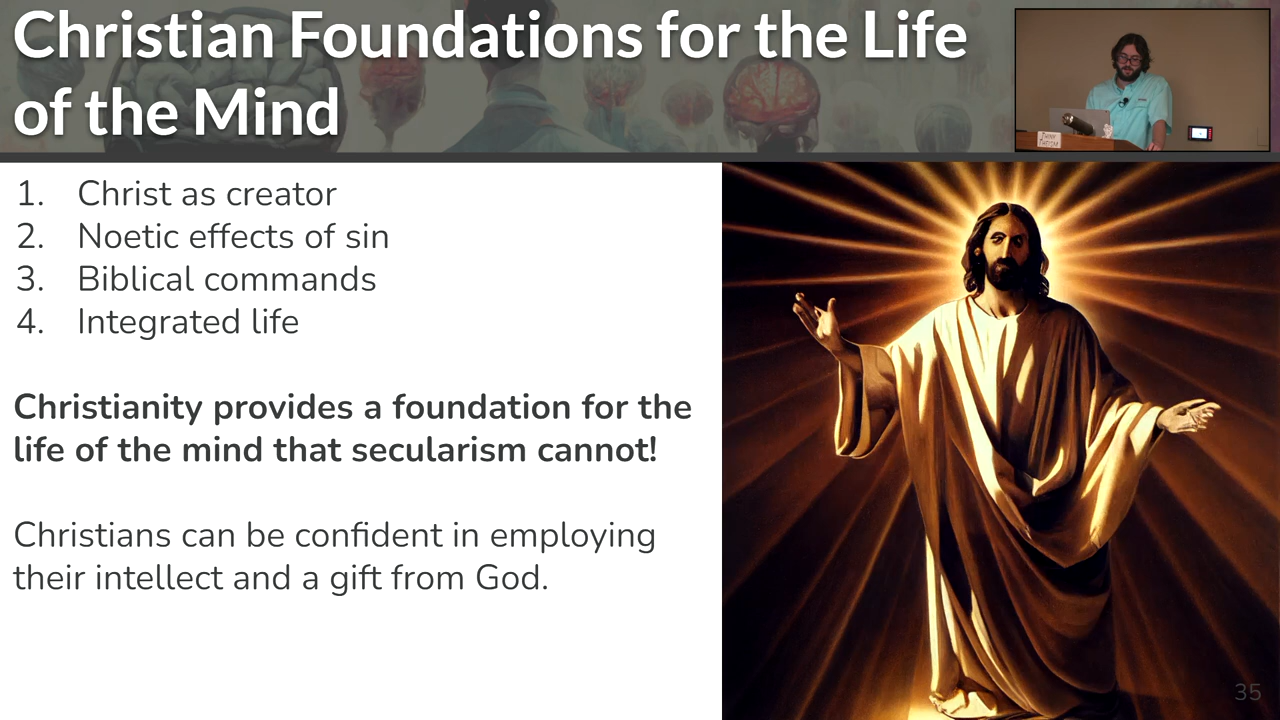 Christian Foundations for the Life
of the Mind
1. Christ as creator
2. Noetic effects of sin
3. Biblical commands
4. Integrated life
Christianity provides a foundation for the
life of the mind that secularism cannot!
Christians can be confident in employing
their intellect and a gift from God.
35